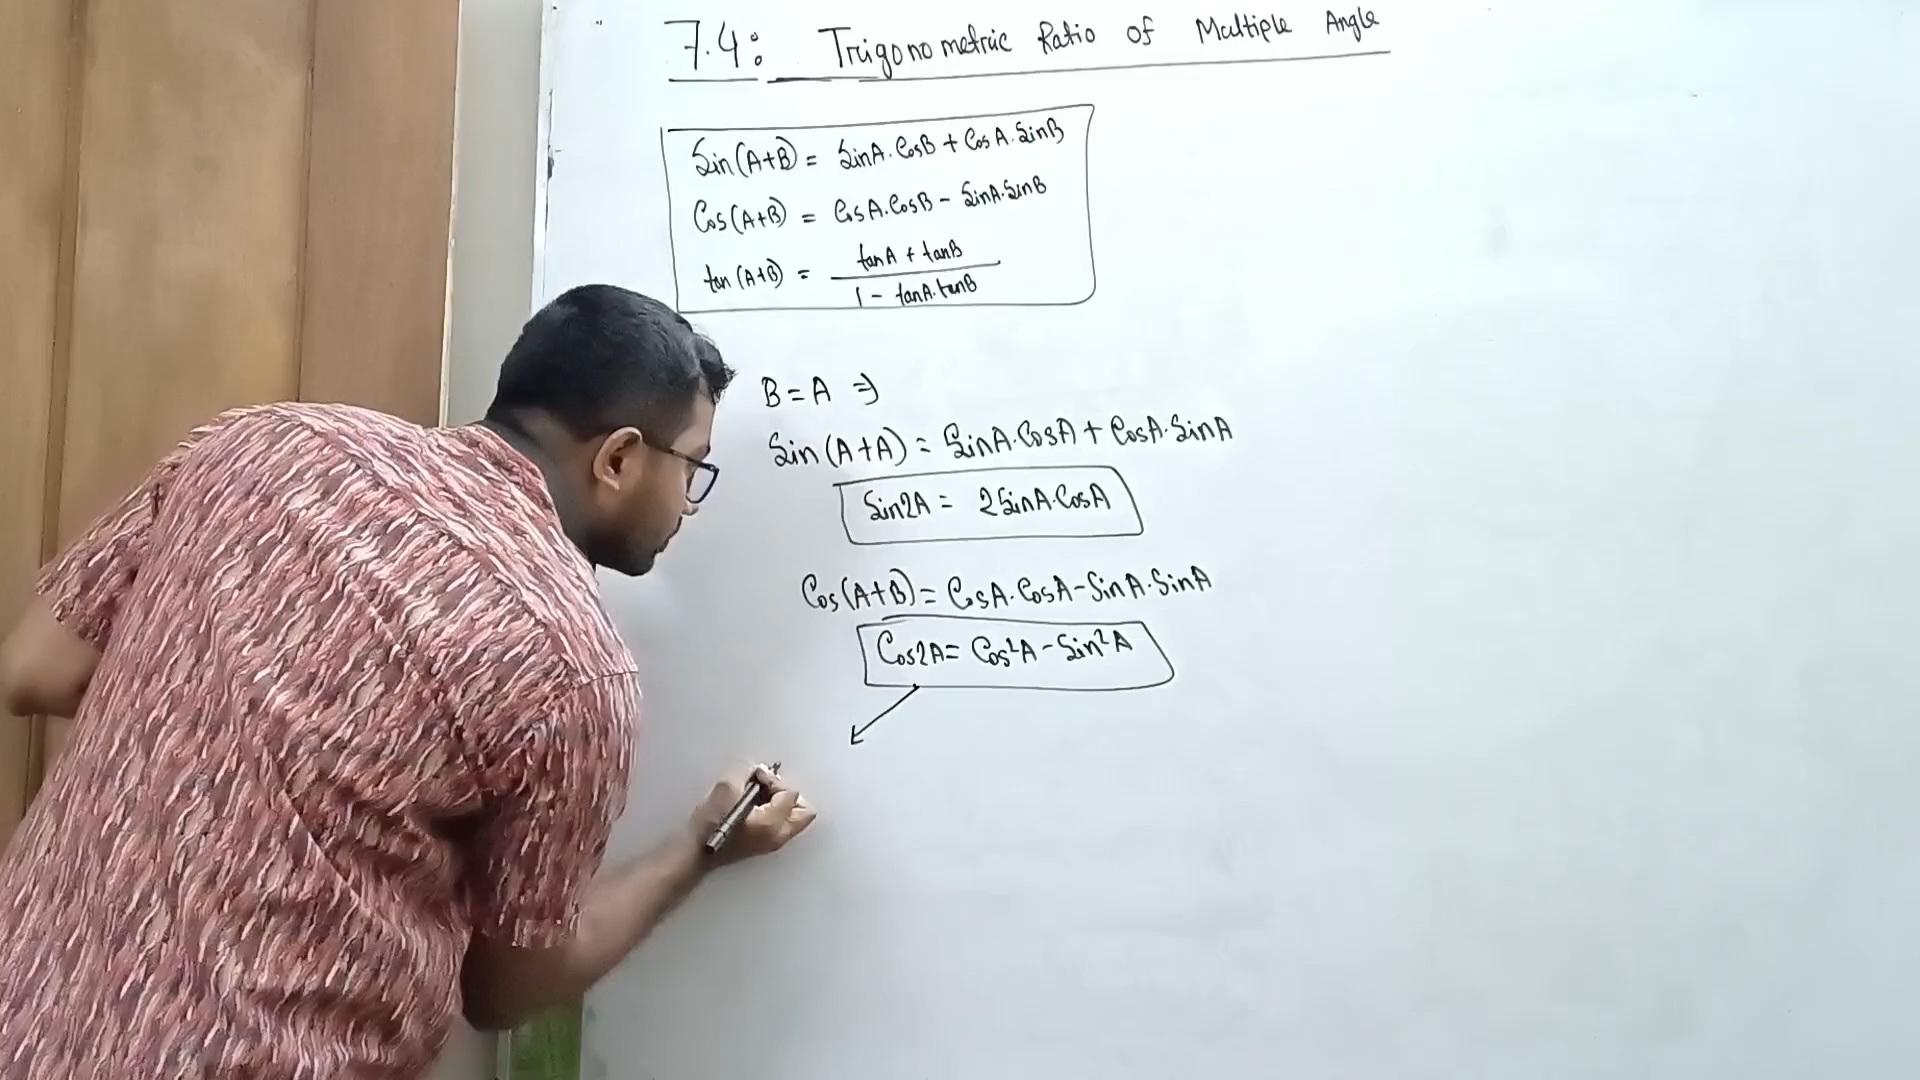 7.4: Trigonometric Ratio of Multiple Angle
Sin(A+B) = SinA.CosB + CosA.SinB
Cos(A+B) = CosA.CosB - SinA.SinB
tan(A+B) = tanA + tanB / 1 - tanA.tanB
B = A ⇒
Sin(A+A) = SinA.CosA + CosA.SinA
Sin2A = 2SinA.CosA
Cos(A+B) = CosA.CosA - SinA.SinA
Cos2A = Cos²A - Sin²A